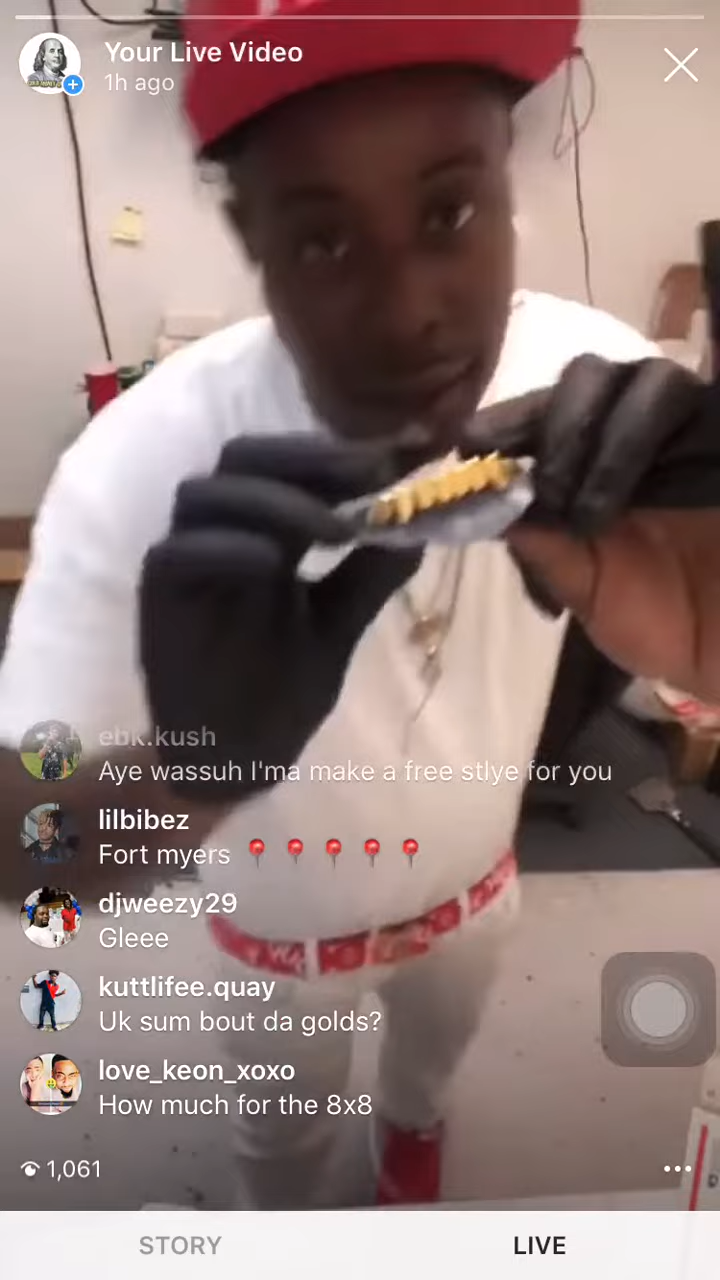 Your Live Video
1h ago
ebk.kush
Aye wassuh I'ma make a free stlye for you
lilbibez
Fort myers 📍 📍 📍 📍 📍
djweezy29
Gleee
kuttlifee.quay
Uk sum bout da golds?
love_keon_xoxo
How much for the 8x8
1,061
STORY
LIVE